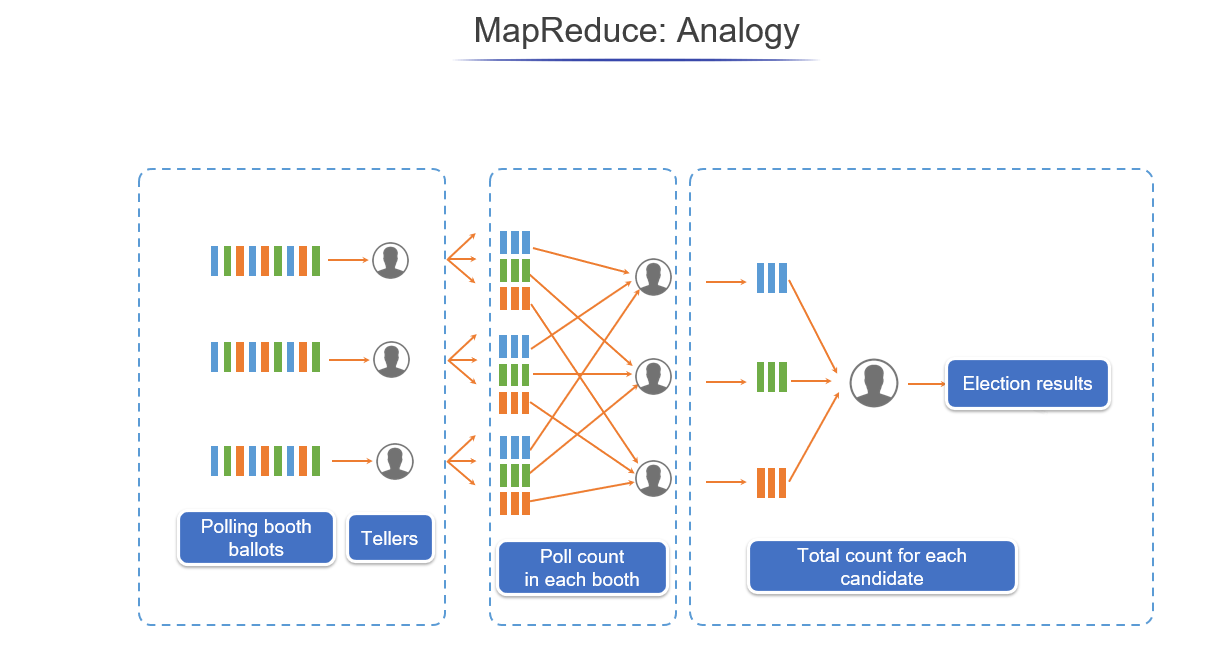 MapReduce: Analogy
Polling booth
ballots
Tellers
Poll count
in each booth
Total count for each
candidate
Election results